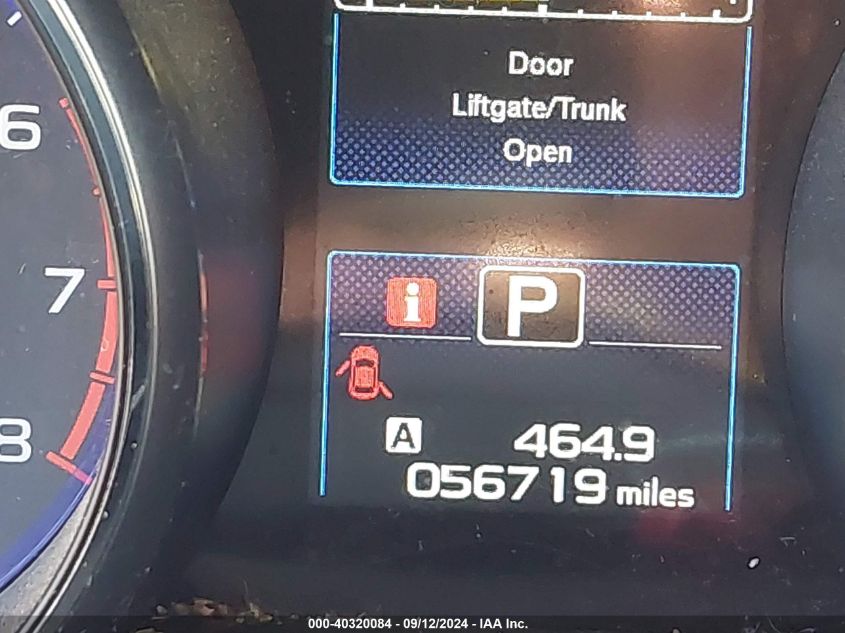 Door
Liftgate/Trunk
Open
6
7
8
i P
A 464.9
056719 miles
000-40320084 - 09/12/2024 - IAA Inc.